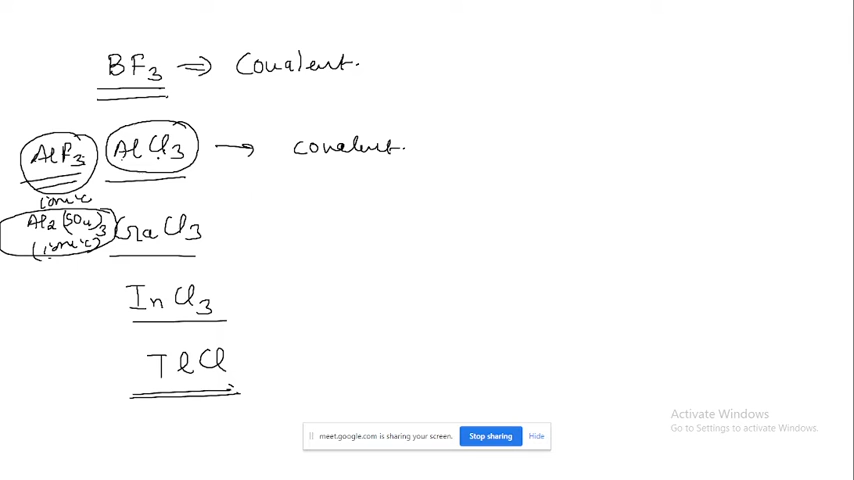 BF3 ⇒ Covalent.
AlF3 AlCl3 → covalent.
ionic
Al2(SO4)3 GaCl3
(ionic)
InCl3
TlCl
Activate Windows
Go to Settings to activate Windows.
meet.google.com is sharing your screen. Stop sharing Hide